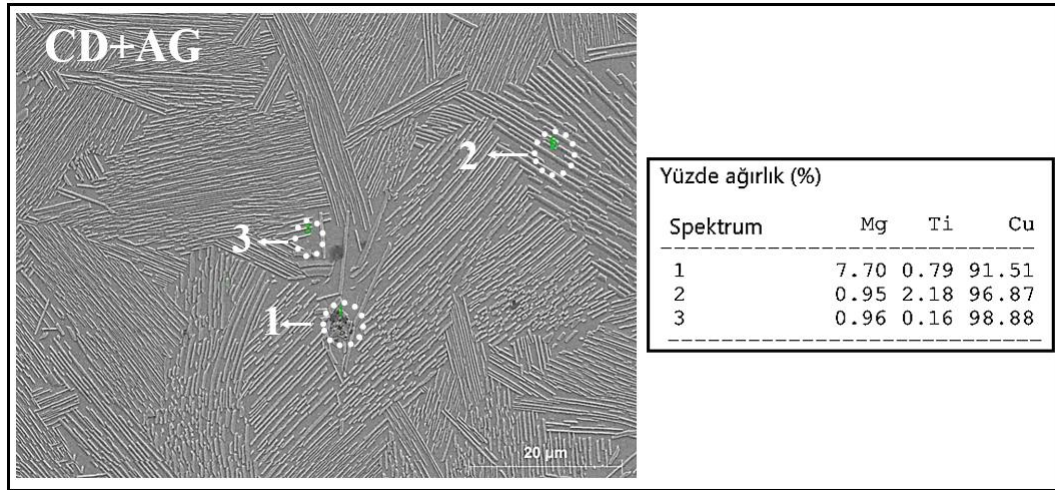 CD+AG
2
3
1
20 µm
Yüzde ağırlık (%)
Spektrum Mg Ti Cu
1 7.70 0.79 91.51
2 0.95 2.18 96.87
3 0.96 0.16 98.88